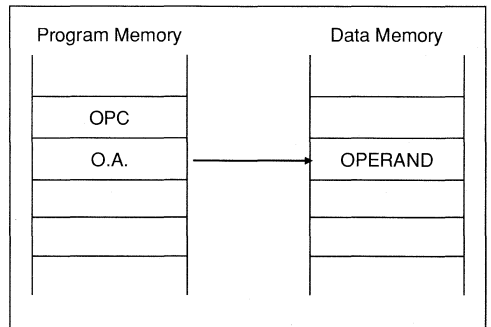 Program Memory
Data Memory
OPC
O.A.
OPERAND